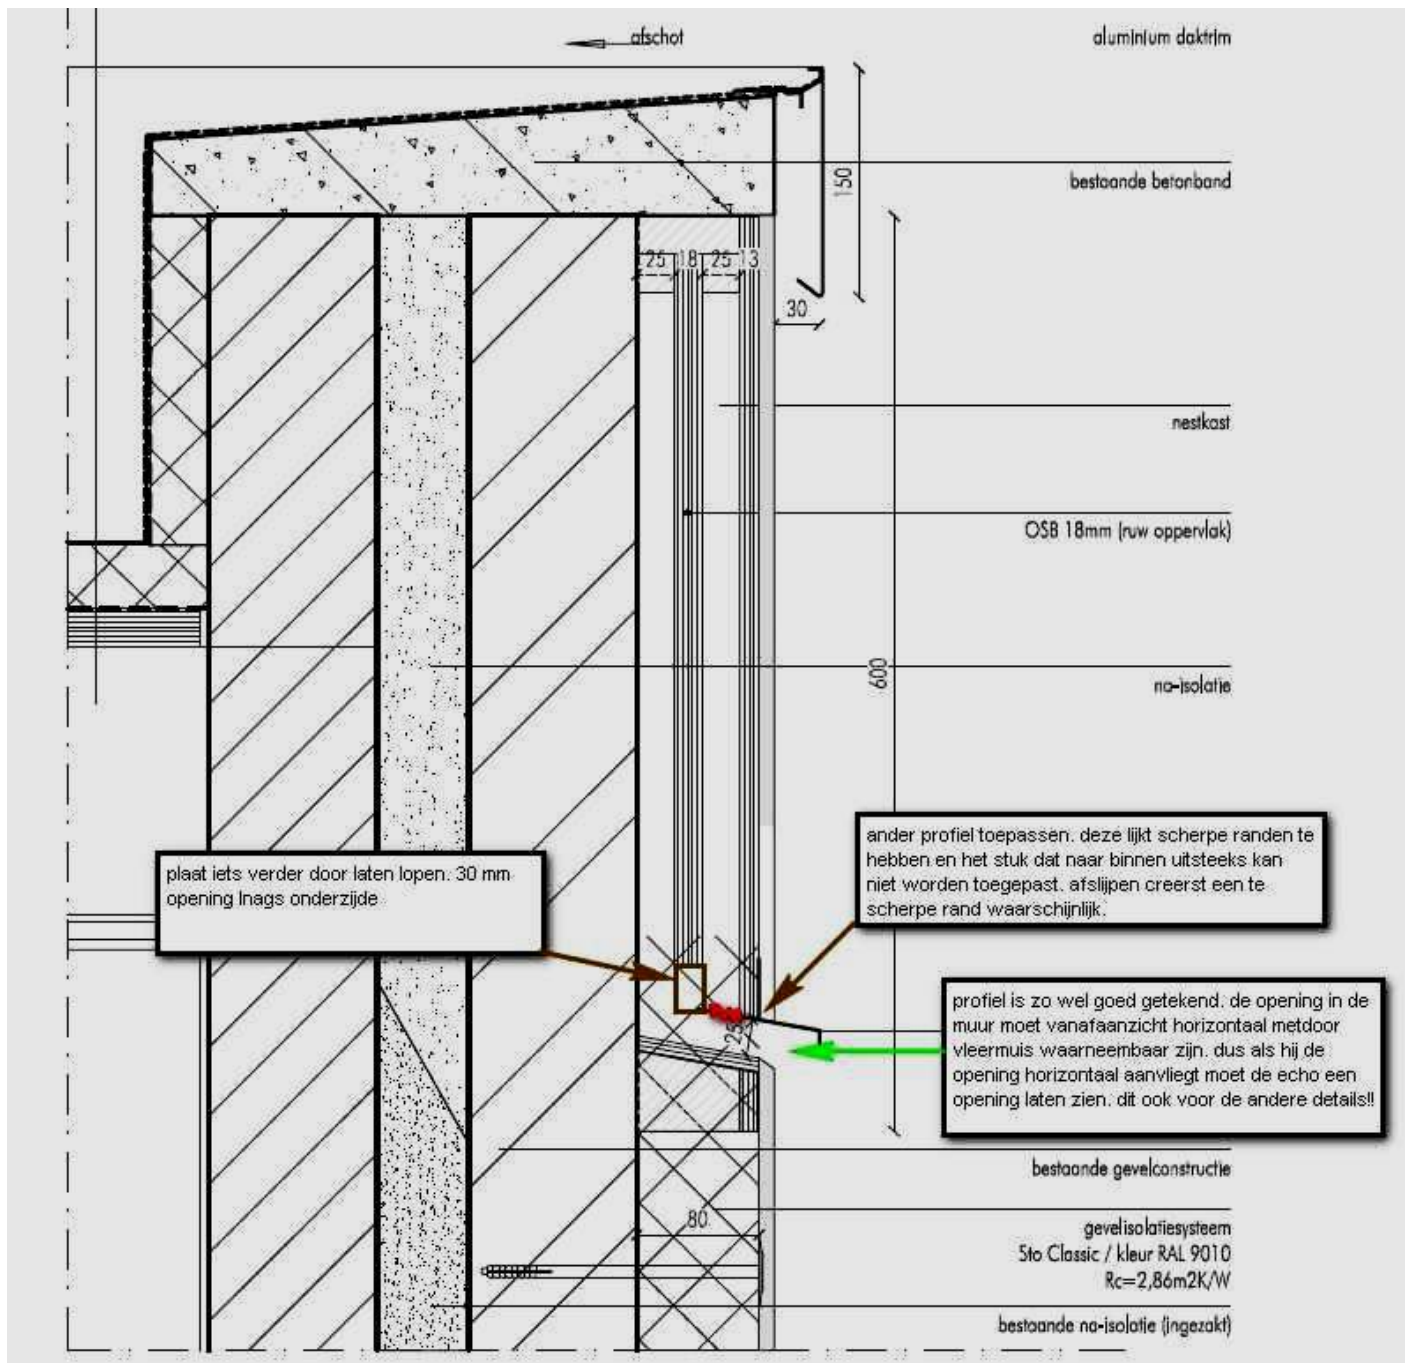 afschot
aluminium daktrim
150
bestaande betonband
25 18 25 13
30
nestkast
OSB 18mm (ruw oppervlak)
600
na-isolatie
ander profiel toepassen. deze lijkt scherpe randen te
hebben en het stuk dat naar binnen uitsteeks kan
niet worden toegepast. afslijpen creerst een te
scherpe rand waarschijnlijk.
plaat iets verder door laten lopen. 30 mm
opening lnags onderzijde
profiel is zo wel goed getekend. de opening in de
muur moet vanafaanzicht horizontaal metdoor
vleermuis waarneembaar zijn. dus als hij de
opening horizontaal aanvliegt moet de echo een
opening laten zien. dit ook voor de andere details!!
25
bestaande gevelconstructie
80
gevelisolatiesysteem
Sto Classic / kleur RAL 9010
Rc=2,86m2K/W
bestaande na-isolatie (ingezakt)